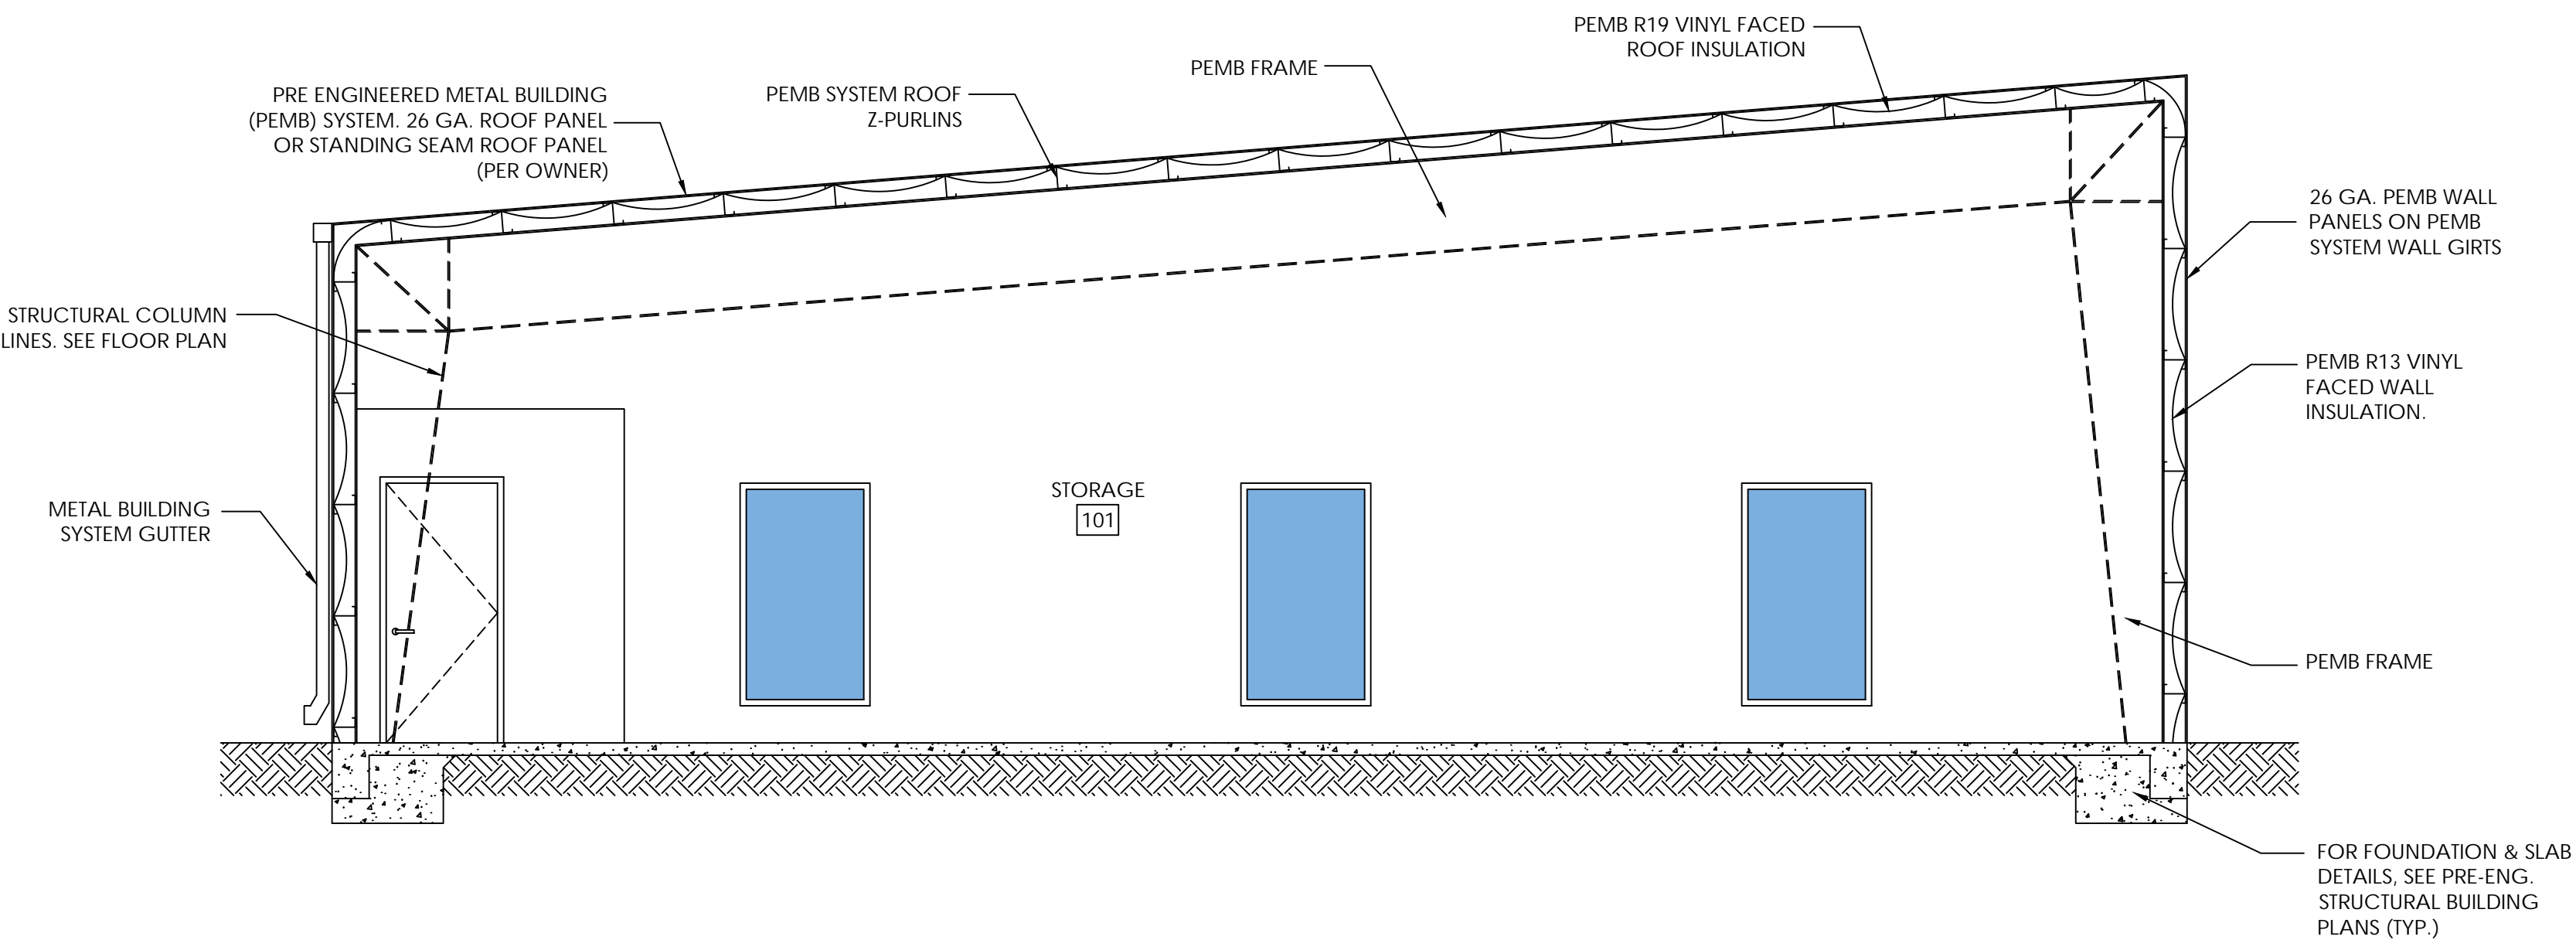 PEMB R19 VINYL FACED
ROOF INSULATION
PEMB FRAME
PRE ENGINEERED METAL BUILDING
(PEMB) SYSTEM. 26 GA. ROOF PANEL
OR STANDING SEAM ROOF PANEL
(PER OWNER)
PEMB SYSTEM ROOF
Z-PURLINS
26 GA. PEMB WALL
PANELS ON PEMB
SYSTEM WALL GIRTS
STRUCTURAL COLUMN
LINES. SEE FLOOR PLAN
PEMB R13 VINYL
FACED WALL
INSULATION.
METAL BUILDING
SYSTEM GUTTER
STORAGE
101
PEMB FRAME
FOR FOUNDATION & SLAB
DETAILS, SEE PRE-ENG.
STRUCTURAL BUILDING
PLANS (TYP.)